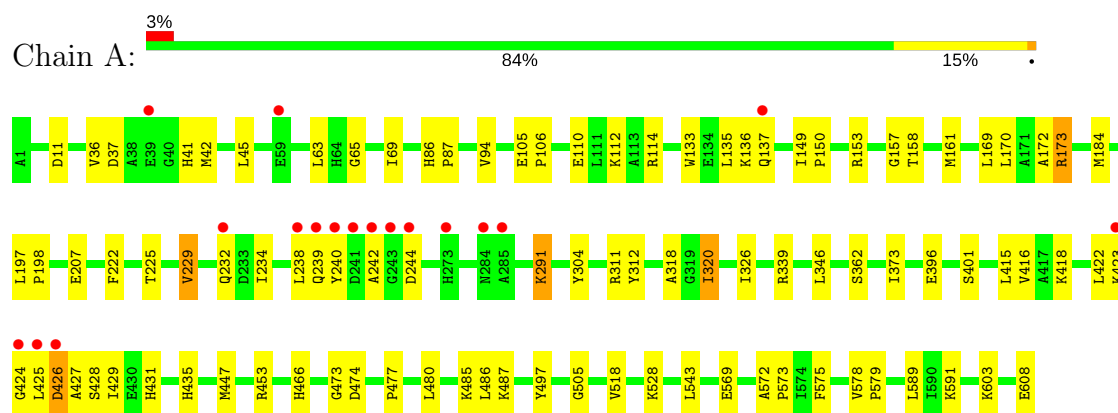 3%
Chain A:
84% 15% •
A1 D11 V36 D37 A38 E39 G40 H41 M42 L45 E59 L63 H64 G65 I69 H86 P87 V94 E105 P106 E110 L111 K112 A113 R114 W133 E134 L135 K136 Q137 I149 P150 R153 G157 T158 M161 L169 L170 A171 A172 R173 M184
L197 P198 E207 F222 T225 V229 Q232 D233 I234 L238 Q239 Y240 D241 A242 G243 D244 H273 N284 A285 K291 Y304 R311 Y312 A318 G319 I320 I326 R339 L346 S362 I373 E396 S401 L415 V416 A417 K418 L422 K423
G424 L425 D426 A427 S428 I429 E430 H431 H435 M447 R453 H466 G473 D474 P477 L480 K485 L486 K487 Y497 G505 V518 K528 L543 E569 A572 P573 I574 F575 V578 P579 L589 I590 K591 K603 E608